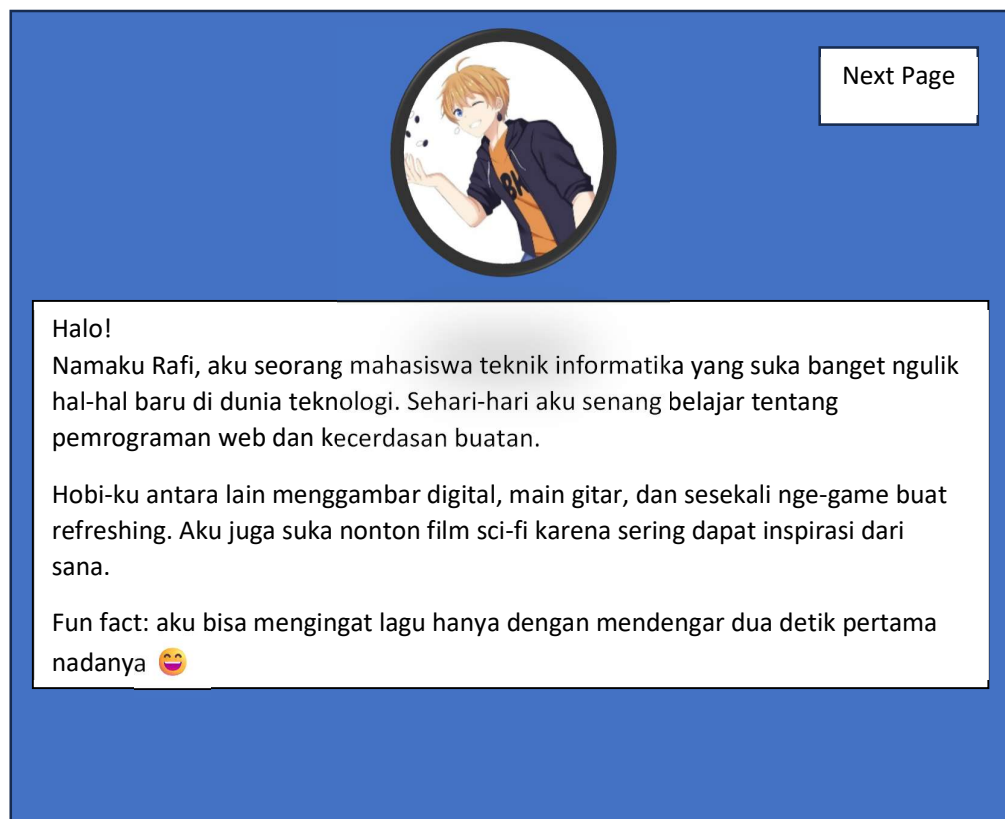 Next Page
Halo!
Namaku Rafi, aku seorang mahasiswa teknik informatika yang suka banget ngulik
hal-hal baru di dunia teknologi. Sehari-hari aku senang belajar tentang
pemrograman web dan kecerdasan buatan.
Hobi-ku antara lain menggambar digital, main gitar, dan sesekali nge-game buat
refreshing. Aku juga suka nonton film sci-fi karena sering dapat inspirasi dari
sana.
Fun fact: aku bisa mengingat lagu hanya dengan mendengar dua detik pertama
nadanya 😄